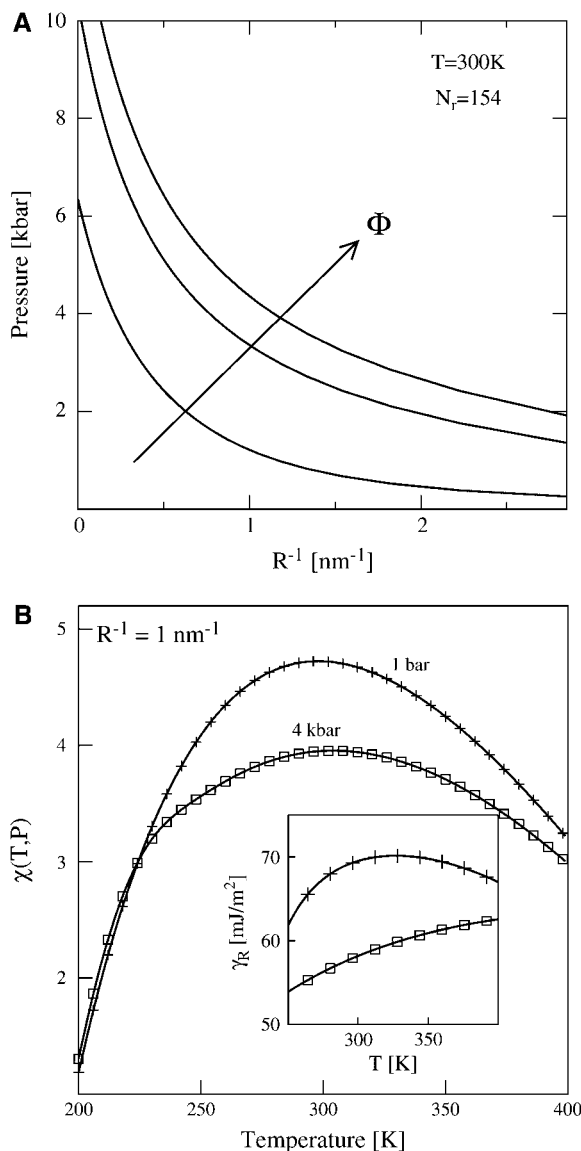 A
10
8
6
4
2
0
1
2
Pressure [kbar]
R⁻¹ [nm⁻¹]
T=300K
Nᵣ=154
Φ
B
R⁻¹ = 1 nm⁻¹
5
4
3
2
χ(T,P)
1 bar
4 kbar
70
60
50
γ_R [mJ/m²]
300
350
T [K]
200
250
300
350
400
Temperature [K]